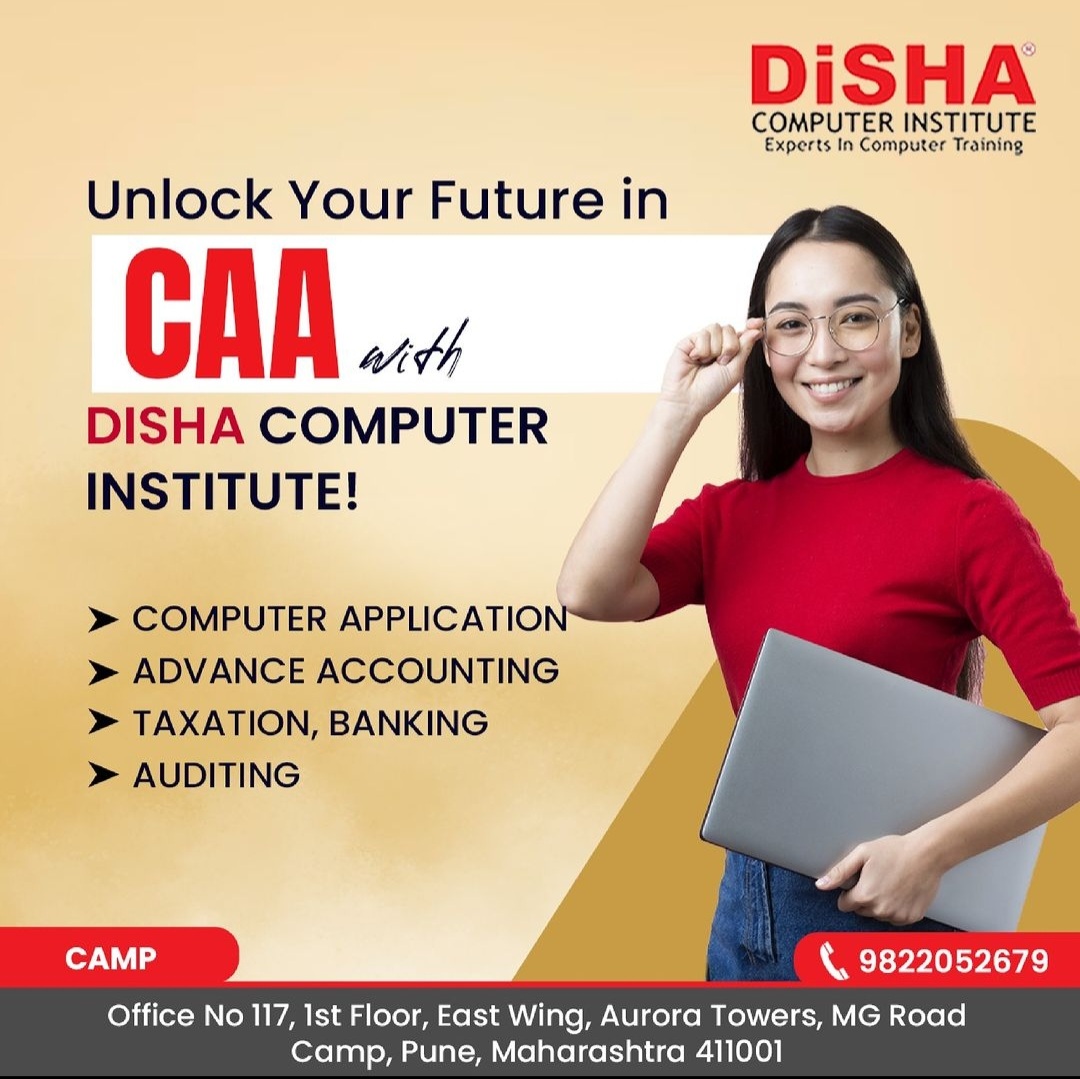 DiSHA®
COMPUTER INSTITUTE
Experts In Computer Training
Unlock Your Future in
CAA with
DISHA COMPUTER
INSTITUTE!
➤ COMPUTER APPLICATION
➤ ADVANCE ACCOUNTING
➤ TAXATION, BANKING
➤ AUDITING
CAMP
9822052679
Office No 117, 1st Floor, East Wing, Aurora Towers, MG Road
Camp, Pune, Maharashtra 411001